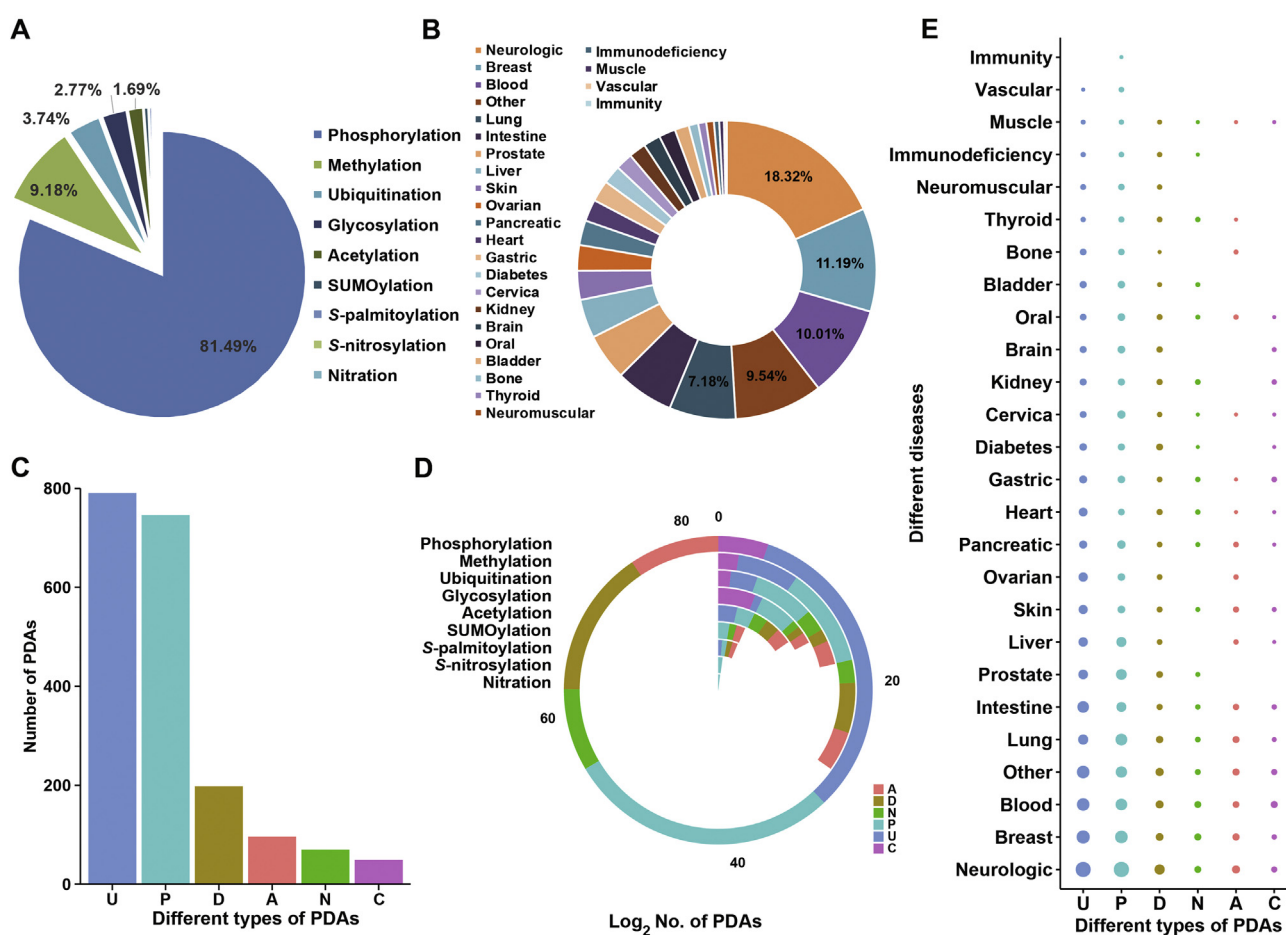 A
2.77%
1.69%
3.74%
9.18%
81.49%
Phosphorylation
Methylation
Ubiquitination
Glycosylation
Acetylation
SUMOylation
S-palmitoylation
S-nitrosylation
Nitration
B
Neurologic
Breast
Blood
Other
Lung
Intestine
Prostate
Liver
Skin
Ovarian
Pancreatic
Heart
Gastric
Diabetes
Cervica
Kidney
Brain
Oral
Bladder
Bone
Thyroid
Neuromuscular
Immunodeficiency
Muscle
Vascular
Immunity
18.32%
11.19%
10.01%
9.54%
7.18%
C
Number of PDAs
800
600
400
200
0
U P D A N C
Different types of PDAs
D
Phosphorylation
Methylation
Ubiquitination
Glycosylation
Acetylation
SUMOylation
S-palmitoylation
S-nitrosylation
Nitration
0
20
40
60
80
A
D
N
P
U
C
Log2 No. of PDAs
E
Different diseases
Immunity
Vascular
Muscle
Immunodeficiency
Neuromuscular
Thyroid
Bone
Bladder
Oral
Brain
Kidney
Cervica
Diabetes
Gastric
Heart
Pancreatic
Ovarian
Skin
Liver
Prostate
Intestine
Lung
Other
Blood
Breast
Neurologic
U P D N A C
Different types of PDAs